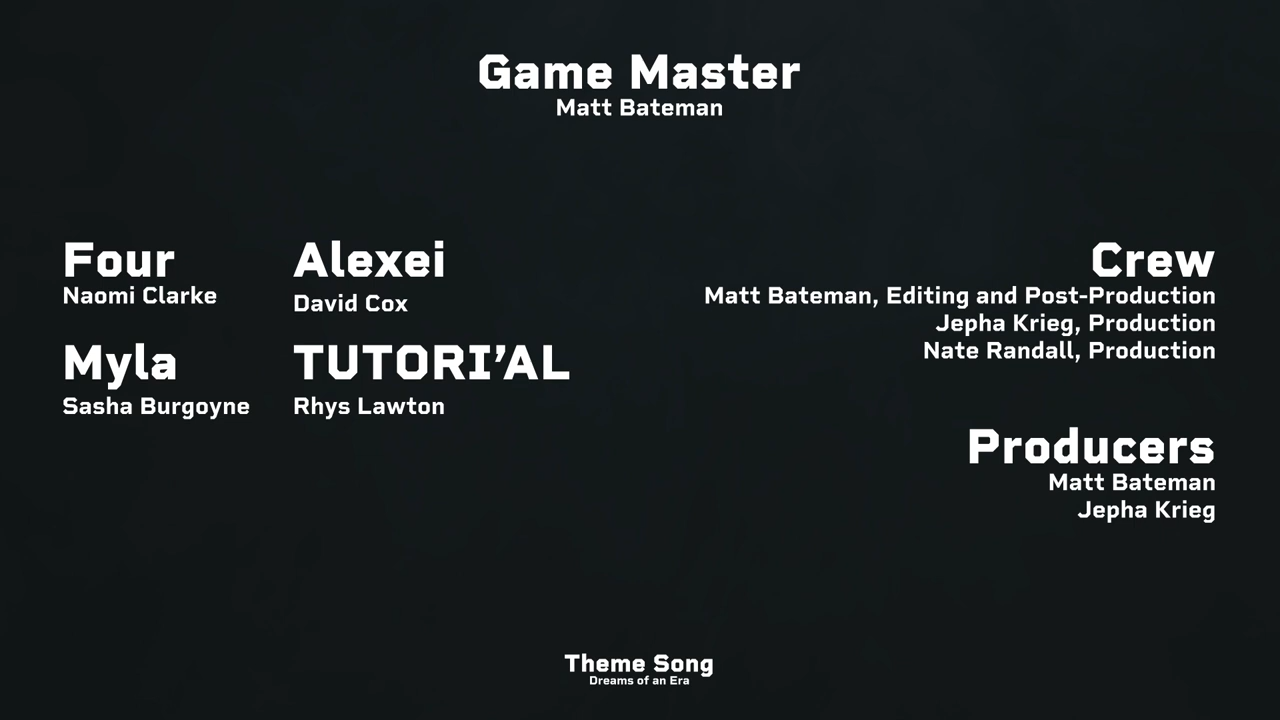 Game Master
Matt Bateman
Four
Naomi Clarke
Alexei
David Cox
Myla
Sasha Burgoyne
TUTORI’AL
Rhys Lawton
Crew
Matt Bateman, Editing and Post-Production
Jepha Krieg, Production
Nate Randall, Production
Producers
Matt Bateman
Jepha Krieg
Theme Song
Dreams of an Era